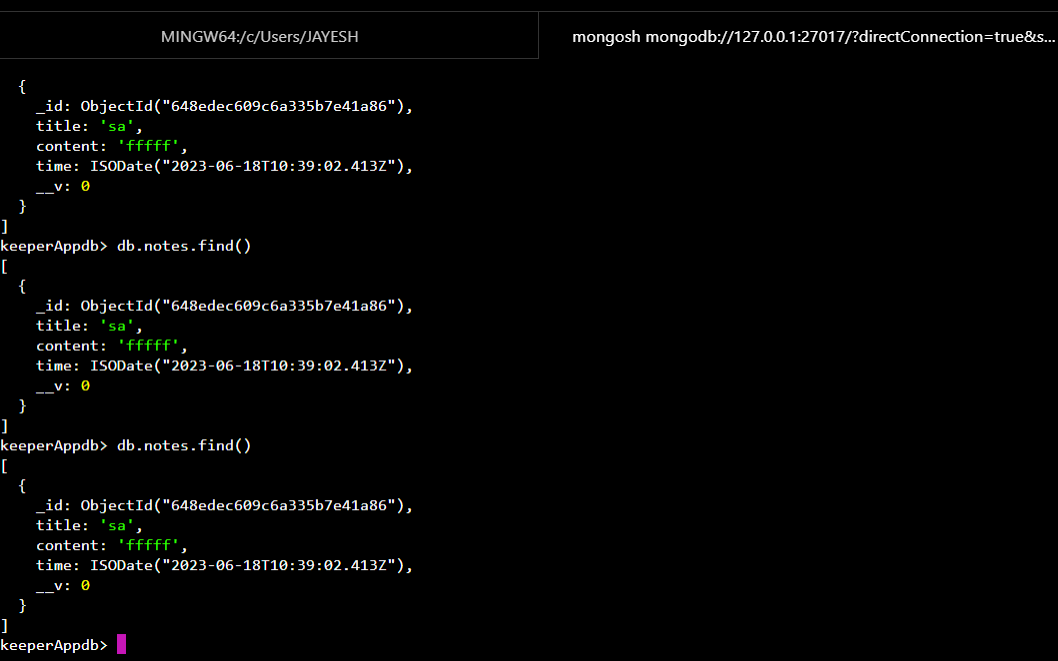 MINGW64:/c/Users/JAYESH
mongosh mongodb://127.0.0.1:27017/?directConnection=true&s...
{
_id: ObjectId("648edec609c6a335b7e41a86"),
title: 'sa',
content: 'fffff',
time: ISODate("2023-06-18T10:39:02.413Z"),
__v: 0
}
]
keeperAppdb> db.notes.find()
[
{
_id: ObjectId("648edec609c6a335b7e41a86"),
title: 'sa',
content: 'fffff',
time: ISODate("2023-06-18T10:39:02.413Z"),
__v: 0
}
]
keeperAppdb> db.notes.find()
[
{
_id: ObjectId("648edec609c6a335b7e41a86"),
title: 'sa',
content: 'fffff',
time: ISODate("2023-06-18T10:39:02.413Z"),
__v: 0
}
]
keeperAppdb>